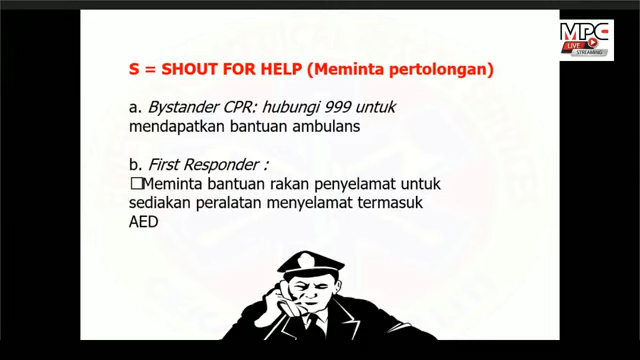 MPC
LIVE
STREAMING
S = SHOUT FOR HELP (Meminta pertolongan)
a. Bystander CPR: hubungi 999 untuk
mendapatkan bantuan ambulans
b. First Responder :
☐Meminta bantuan rakan penyelamat untuk
sediakan peralatan menyelamat termasuk
AED